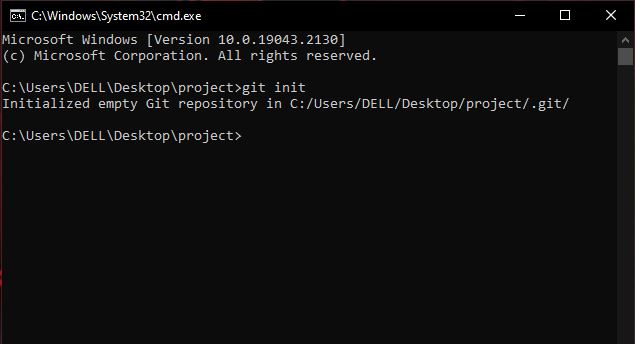 C:\Windows\System32\cmd.exe
Microsoft Windows [Version 10.0.19043.2130]
(c) Microsoft Corporation. All rights reserved.
C:\Users\DELL\Desktop\project>git init
Initialized empty Git repository in C:/Users/DELL/Desktop/project/.git/
C:\Users\DELL\Desktop\project>